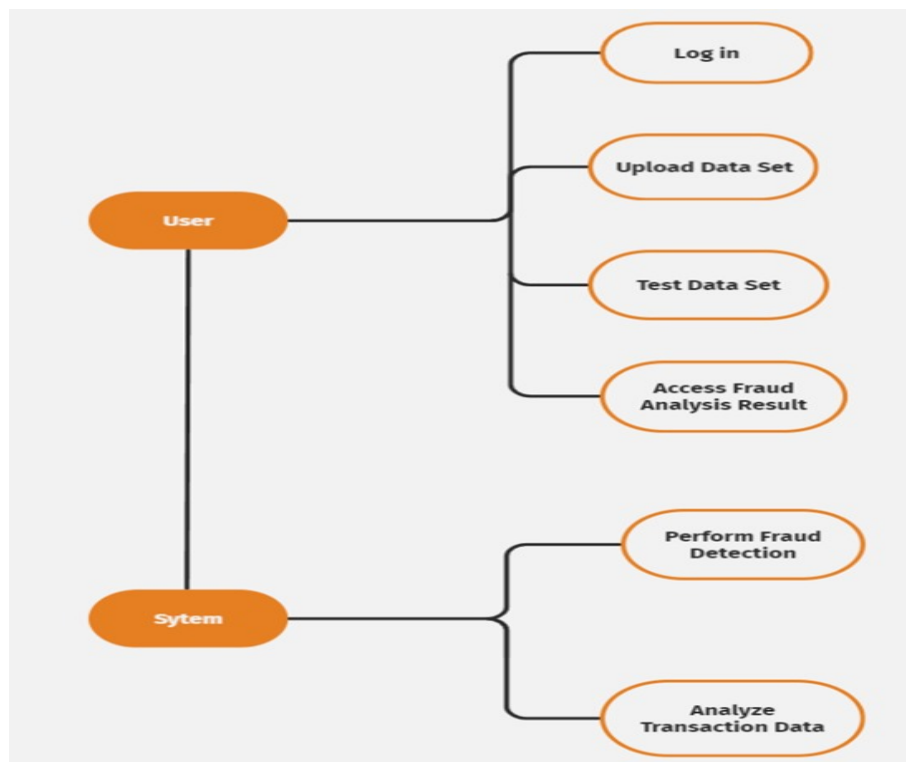 Log in
Upload Data Set
User
Test Data Set
Access Fraud
Analysis Result
Perform Fraud
Detection
Sytem
Analyze
Transaction Data